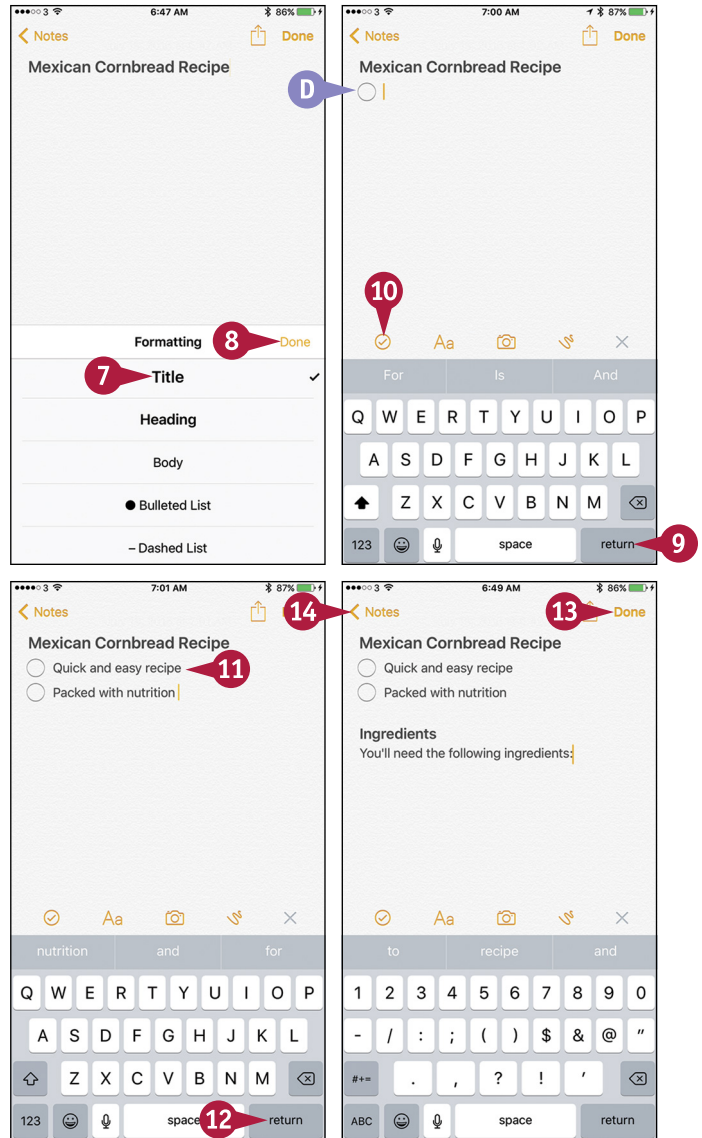 3 6:47 AM 86%
Notes Done
Mexican Cornbread Recipe
Formatting 8 Done
7 Title
Heading
Body
● Bulleted List
– Dashed List
3 7:00 AM 87%
Notes Done
Mexican Cornbread Recipe
D
10
Aa
For Is And
Q W E R T Y U I O P
A S D F G H J K L
Z X C V B N M
123 space return 9
3 7:01 AM 87%
Notes
Mexican Cornbread Recipe
Quick and easy recipe 11
Packed with nutrition
Aa
nutrition and for
Q W E R T Y U I O P
A S D F G H J K L
Z X C V B N M
123 space 12 return
3 6:49 AM 86%
14 Notes 13 Done
Mexican Cornbread Recipe
Quick and easy recipe
Packed with nutrition
Ingredients
You'll need the following ingredients:
Aa
to recipe and
1 2 3 4 5 6 7 8 9 0
- / : ; ( ) $ & @ "
#+= . , ? ! '
ABC space return